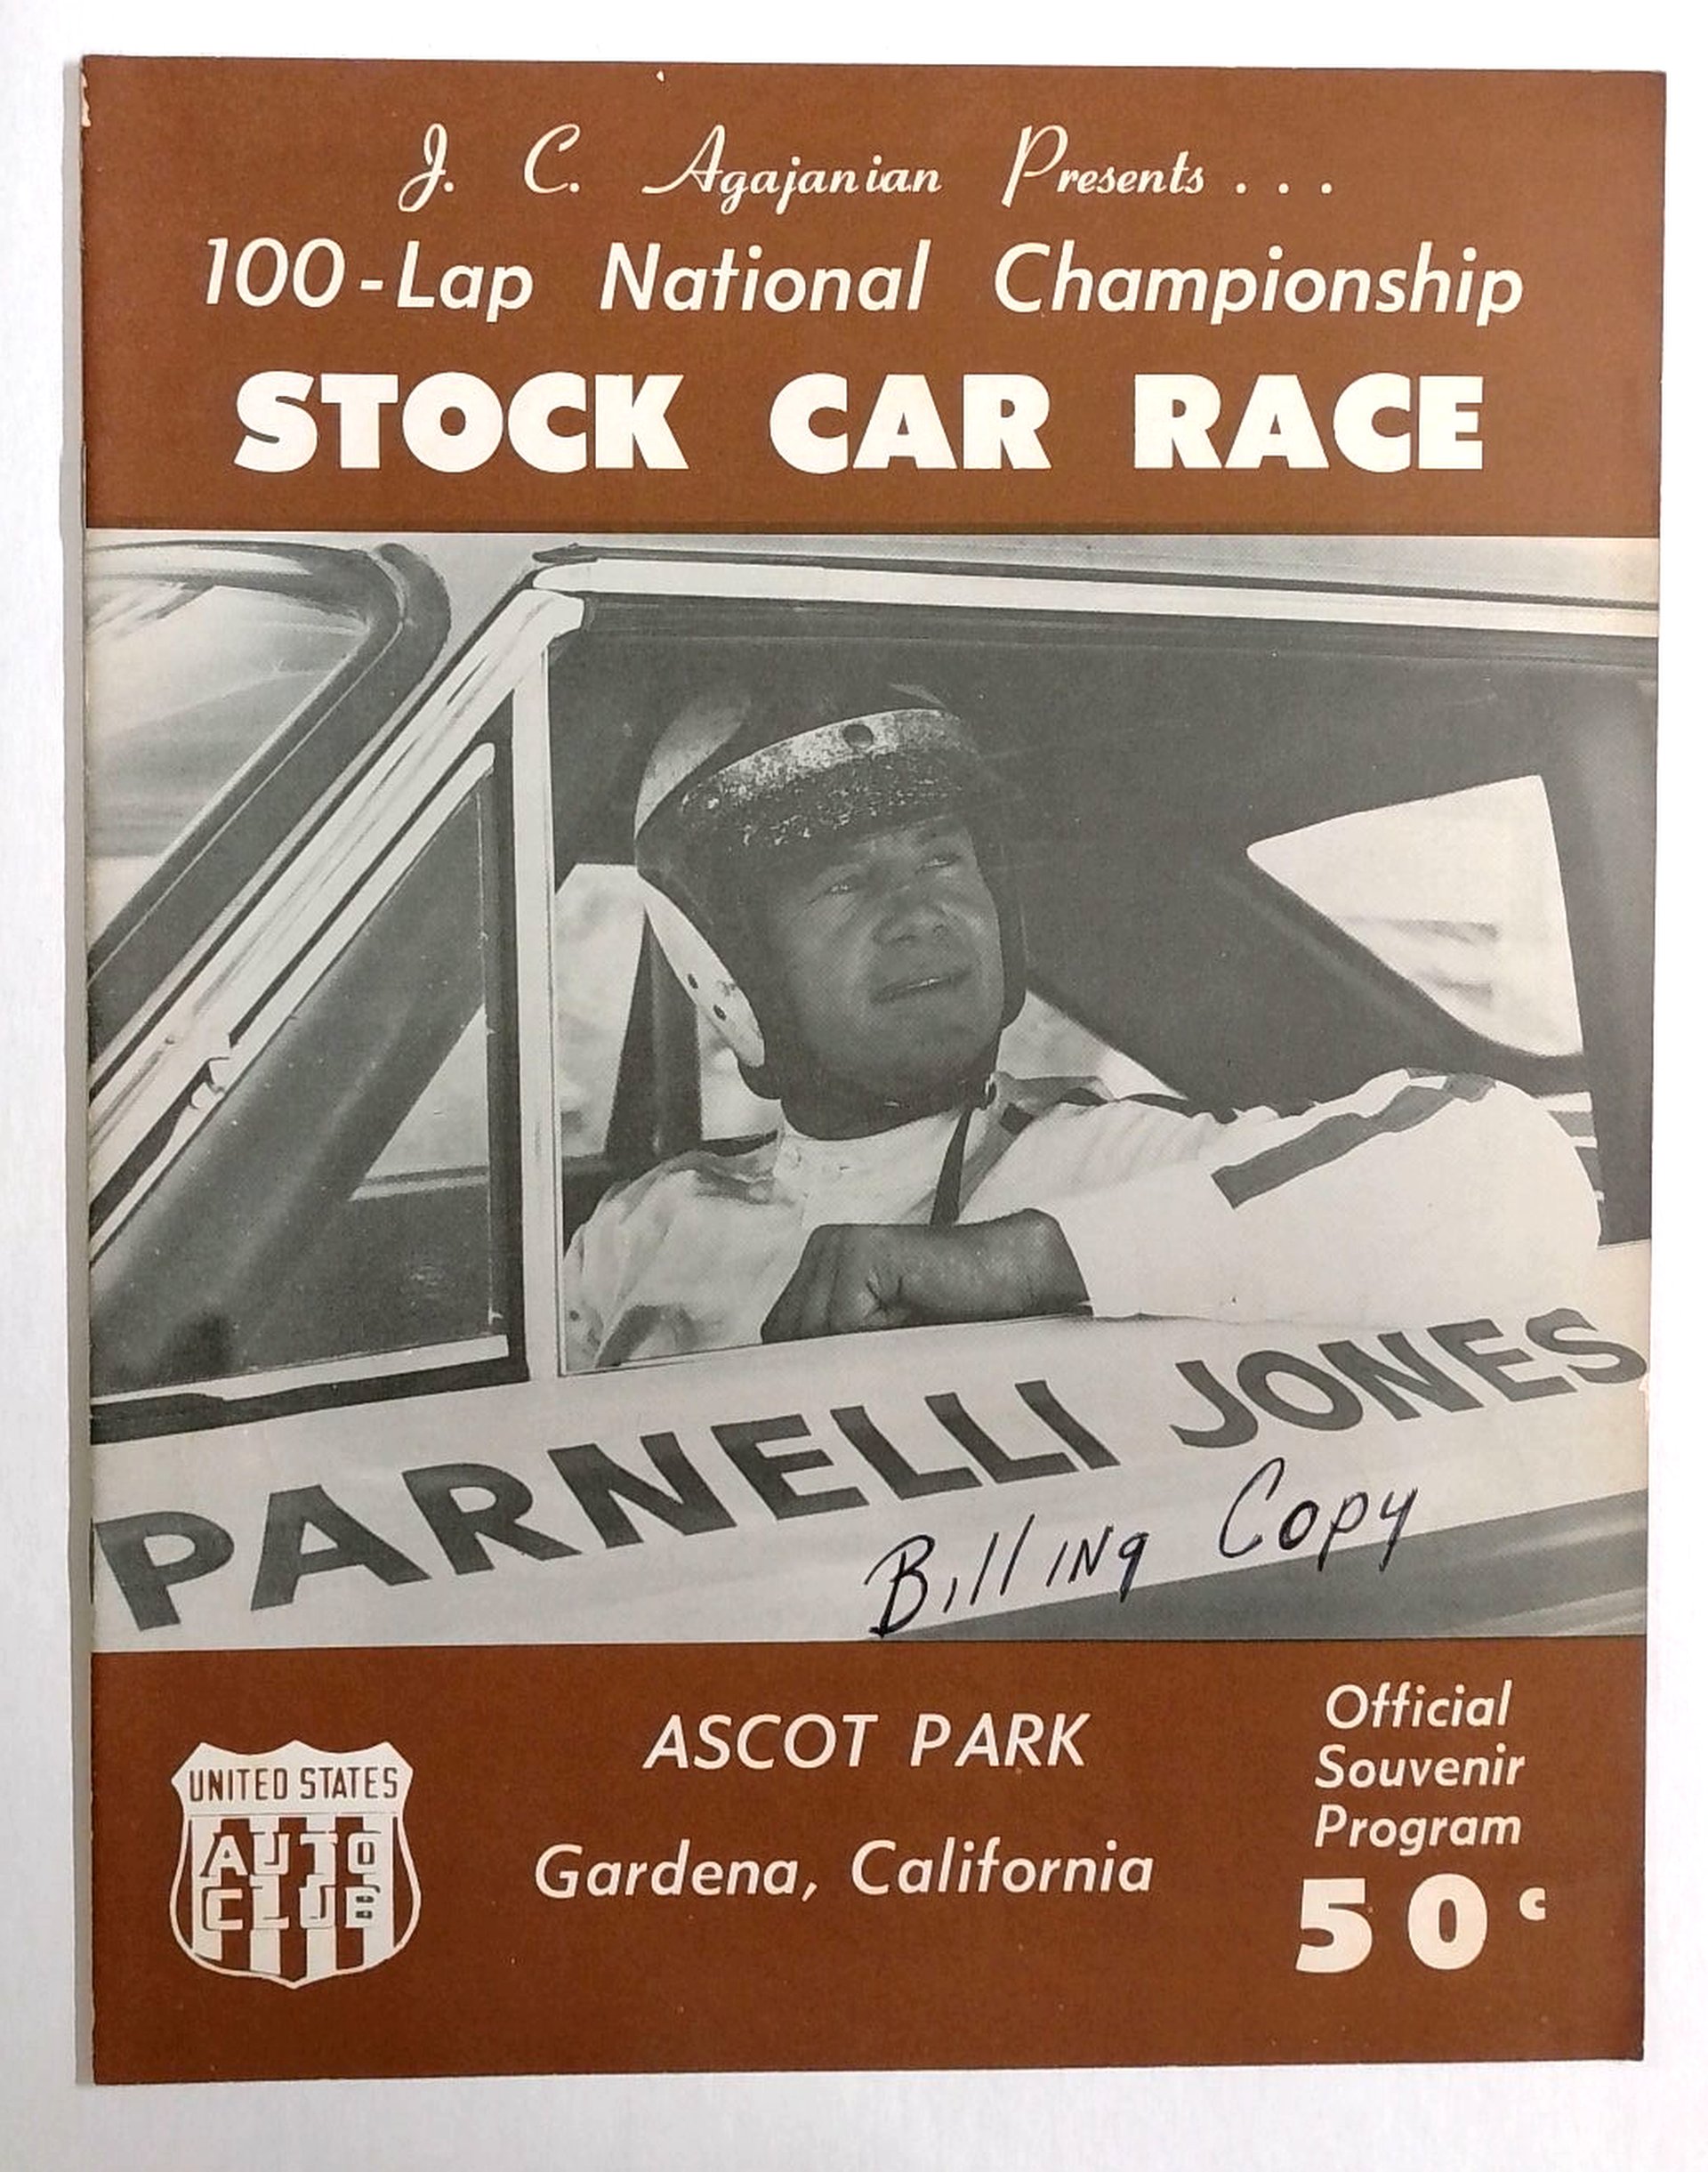 J. C. Agajanian Presents . . .
100-Lap National Championship
STOCK CAR RACE
PARNELLI JONES
Billing Copy
UNITED STATES
AUTO
CLUB
ASCOT PARK
Gardena, California
Official
Souvenir
Program
50c